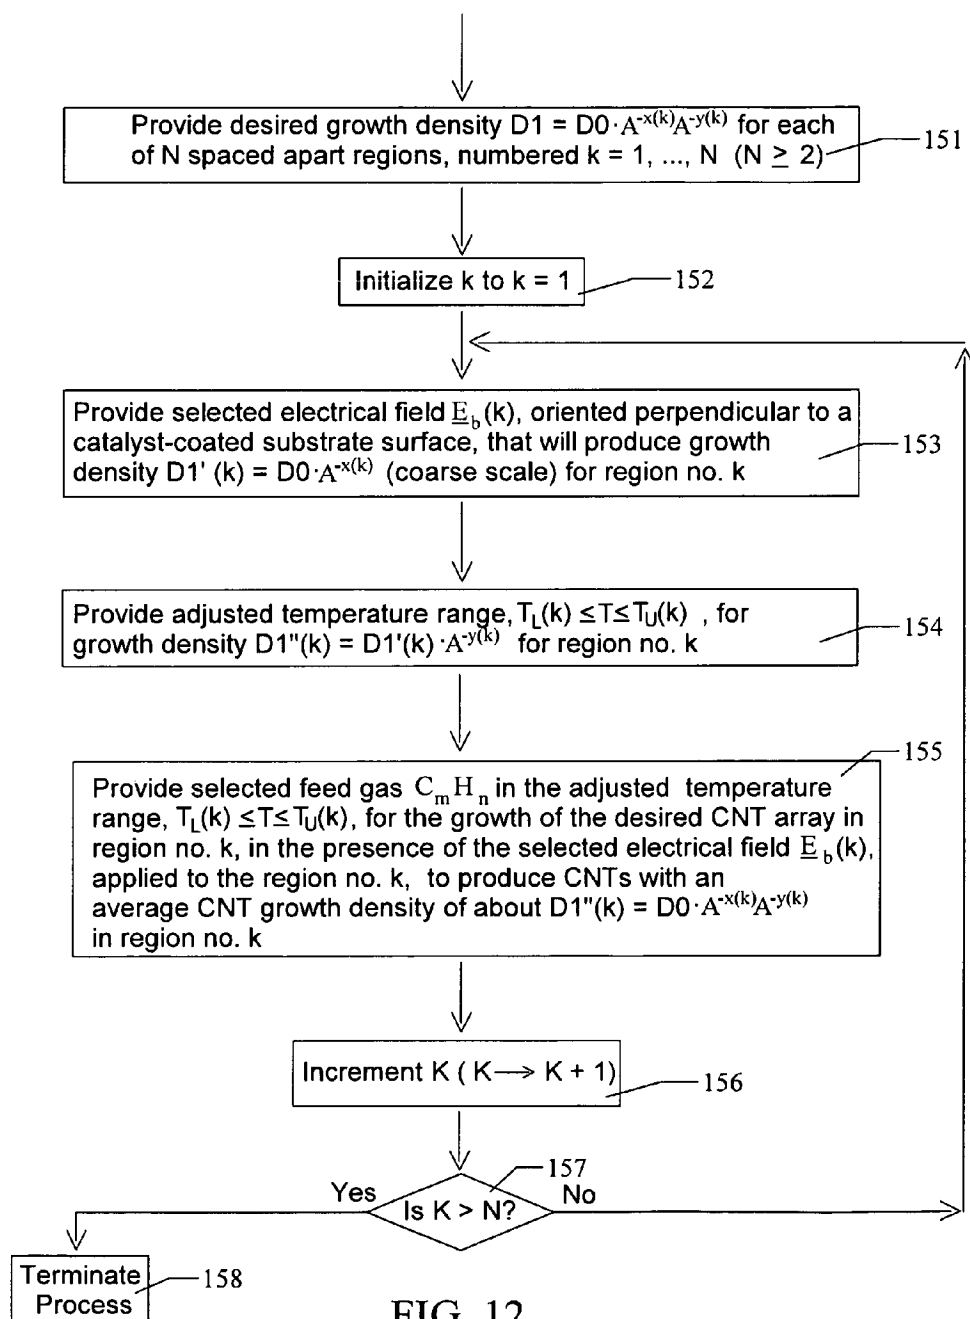 Provide desired growth density D1 = D0·A^-x(k)A^-y(k) for each
of N spaced apart regions, numbered k = 1, ..., N (N ≥ 2)
151
Initialize k to k = 1
152
Provide selected electrical field E_b(k), oriented perpendicular to a
catalyst-coated substrate surface, that will produce growth
density D1' (k) = D0·A^-x(k) (coarse scale) for region no. k
153
Provide adjusted temperature range, T_L(k) ≤T≤T_U(k) , for
growth density D1"(k) = D1'(k)·A^-y(k) for region no. k
154
155
Provide selected feed gas C_m H_n in the adjusted temperature
range, T_L(k) ≤T≤T_U(k), for the growth of the desired CNT array in
region no. k, in the presence of the selected electrical field E_b(k),
applied to the region no. k, to produce CNTs with an
average CNT growth density of about D1"(k) = D0·A^-x(k)A^-y(k)
in region no. k
Increment K ( K→ K + 1)
156
157
Yes
Is K > N?
No
Terminate
Process
158
FIG. 12